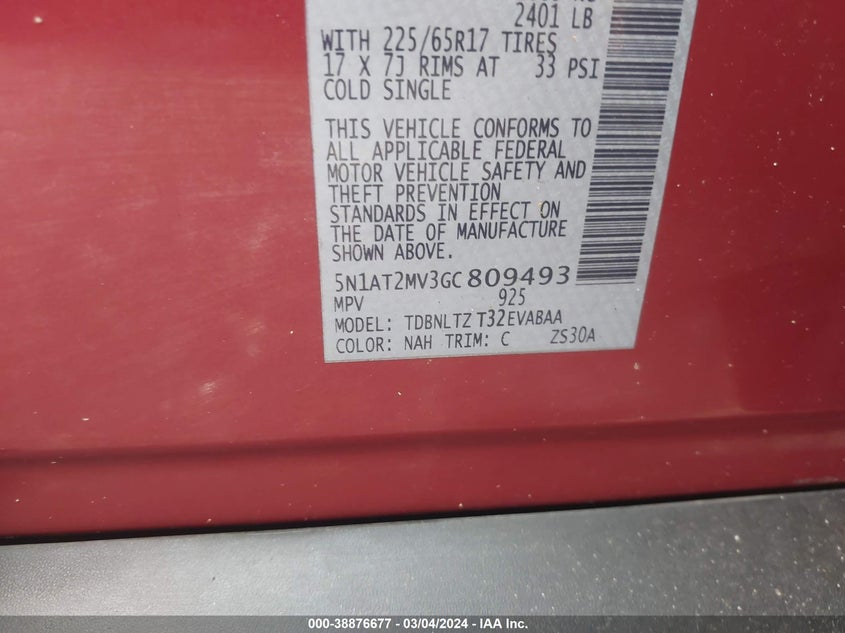 2401 LB
WITH 225/65R17 TIRES
17 X 7J RIMS AT 33 PSI
COLD SINGLE
THIS VEHICLE CONFORMS TO
ALL APPLICABLE FEDERAL
MOTOR VEHICLE SAFETY AND
THEFT PREVENTION
STANDARDS IN EFFECT ON
THE DATE OF MANUFACTURE
SHOWN ABOVE.
5N1AT2MV3GC 809493
MPV 925
MODEL: TDBNLTZ T32EVABAA
COLOR: NAH TRIM: C ZS30A
000-38876677 - 03/04/2024 - IAA Inc.